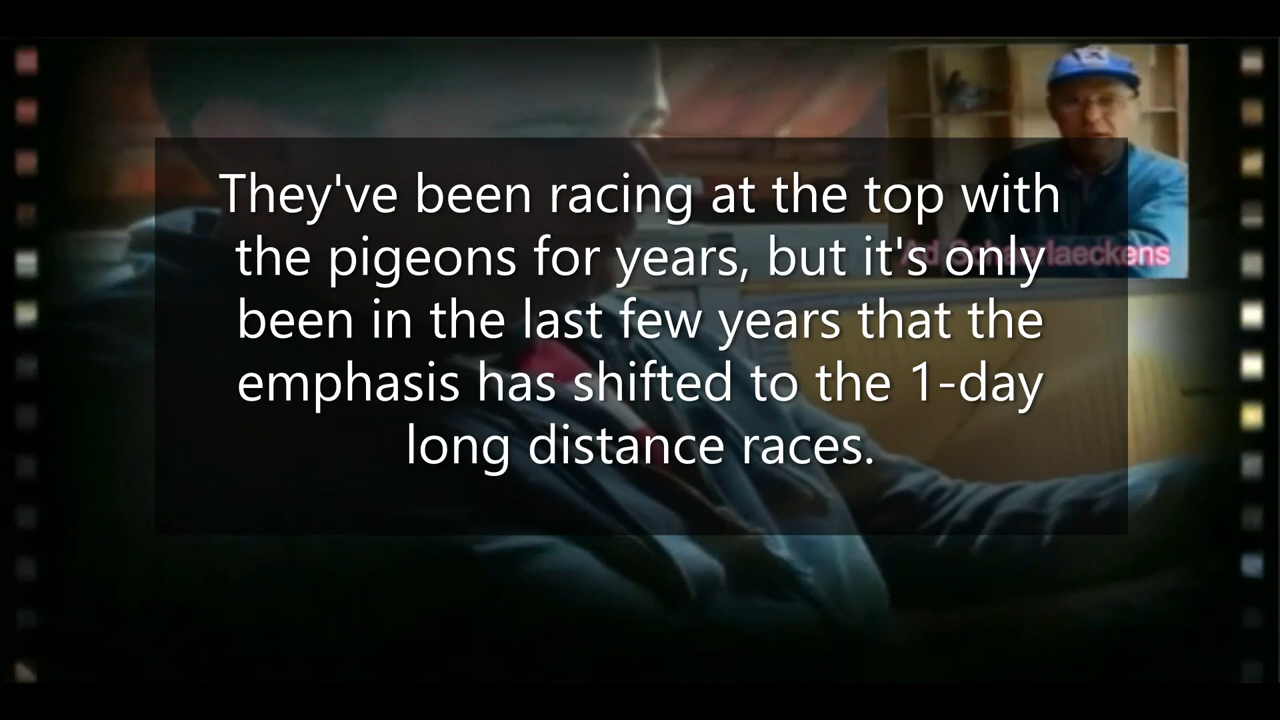 They've been racing at the top with
the pigeons for years, but it's only
been in the last few years that the
emphasis has shifted to the 1-day
long distance races.